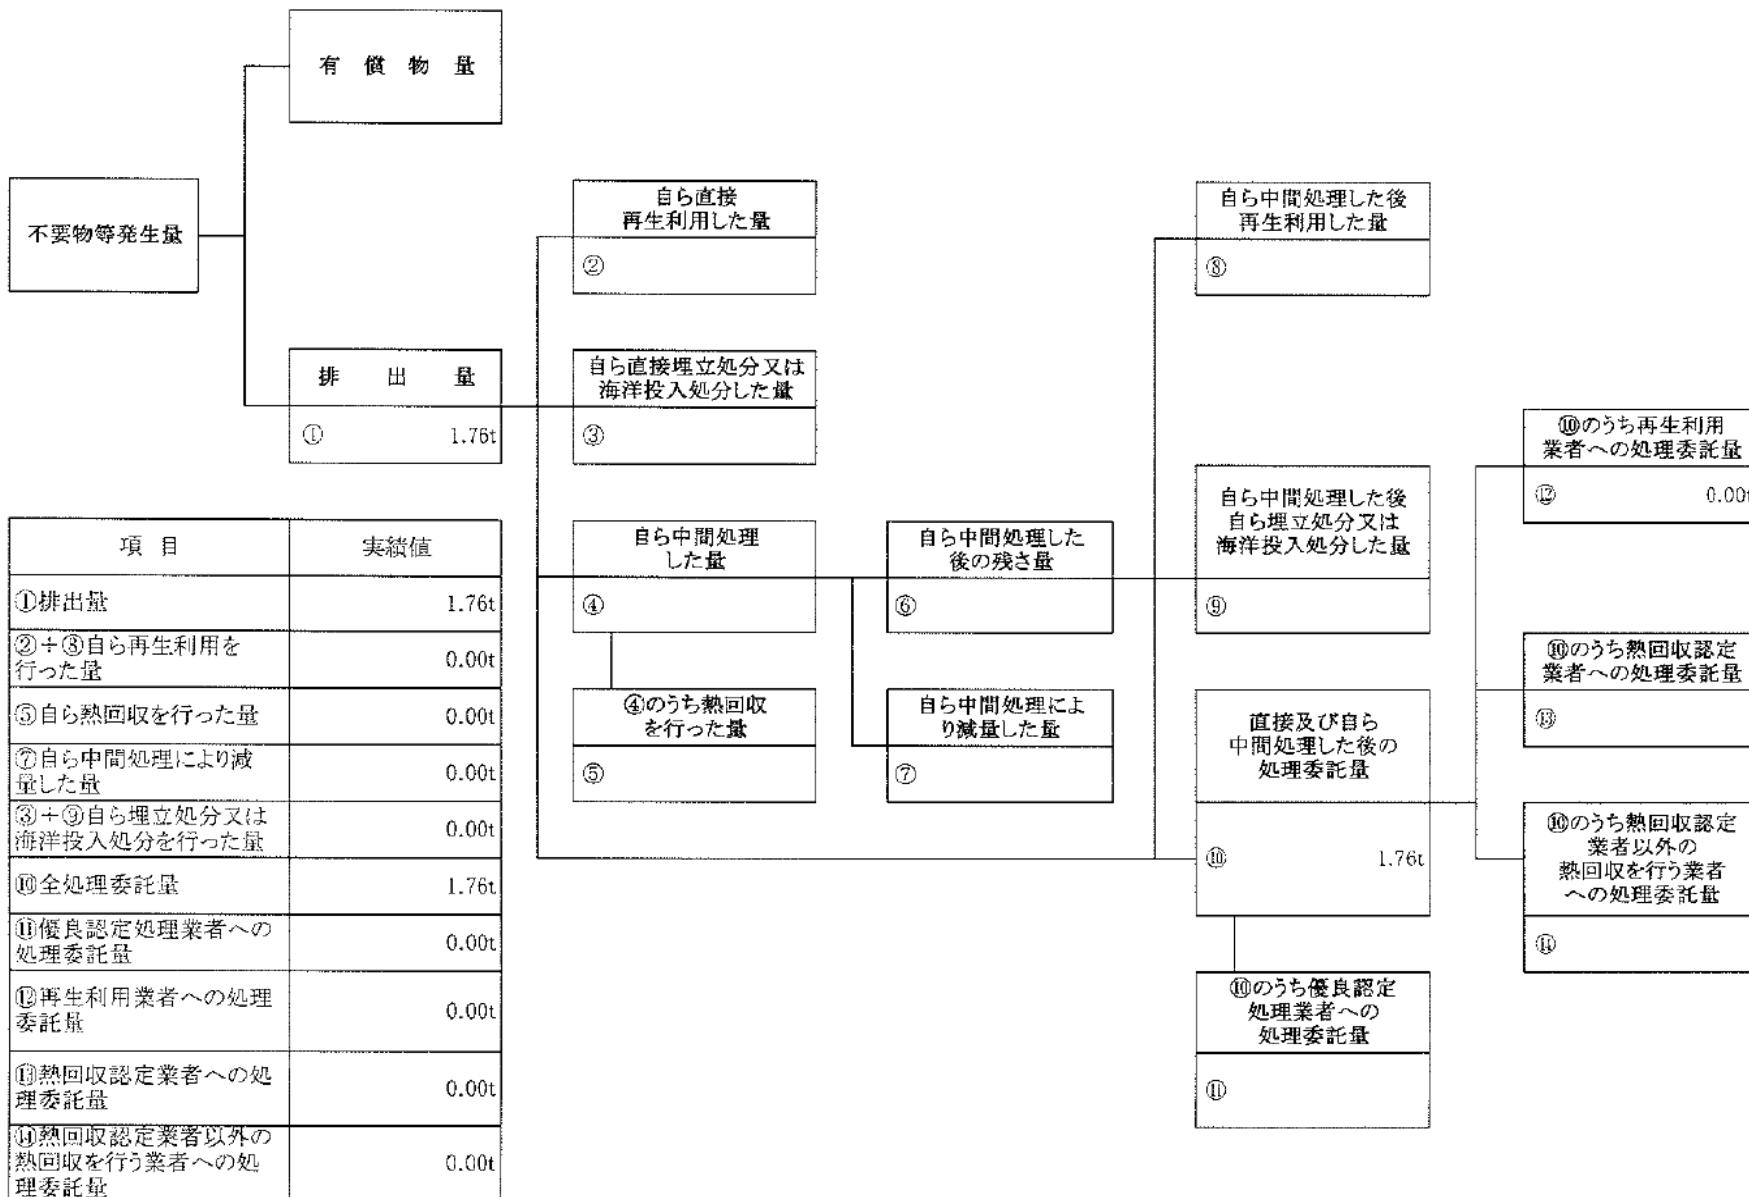 有償物量
不要物等発生量
排出量
① 1.76t
自ら直接
再生利用した量
②
自ら直接埋立処分又は
海洋投入処分した量
③
自ら中間処理
した量
④
④のうち熱回収
を行った量
⑤
自ら中間処理した
後の残さ量
⑥
自ら中間処理によ
り減量した量
⑦
自ら中間処理した後
再生利用した量
⑧
自ら中間処理した後
自ら埋立処分又は
海洋投入処分した量
⑨
直接及び自ら
中間処理した後の
処理委託量
⑩ 1.76t
⑩のうち優良認定
処理業者への
処理委託量
⑪
⑩のうち再生利用
業者への処理委託量
⑫ 0.00t
⑩のうち熱回収認定
業者への処理委託量
⑬
⑩のうち熱回収認定
業者以外の
熱回収を行う業者
への処理委託量
⑭
項目 実績値
①排出量 1.76t
②+⑧自ら再生利用を
行った量 0.00t
⑤自ら熱回収を行った量 0.00t
⑦自ら中間処理により減
量した量 0.00t
③+⑨自ら埋立処分又は
海洋投入処分を行った量 0.00t
⑩全処理委託量 1.76t
⑪優良認定処理業者への
処理委託量 0.00t
⑫再生利用業者への処理
委託量 0.00t
⑬熱回収認定業者への処
理委託量 0.00t
⑭熱回収認定業者以外の
熱回収を行う業者への処
理委託量 0.00t